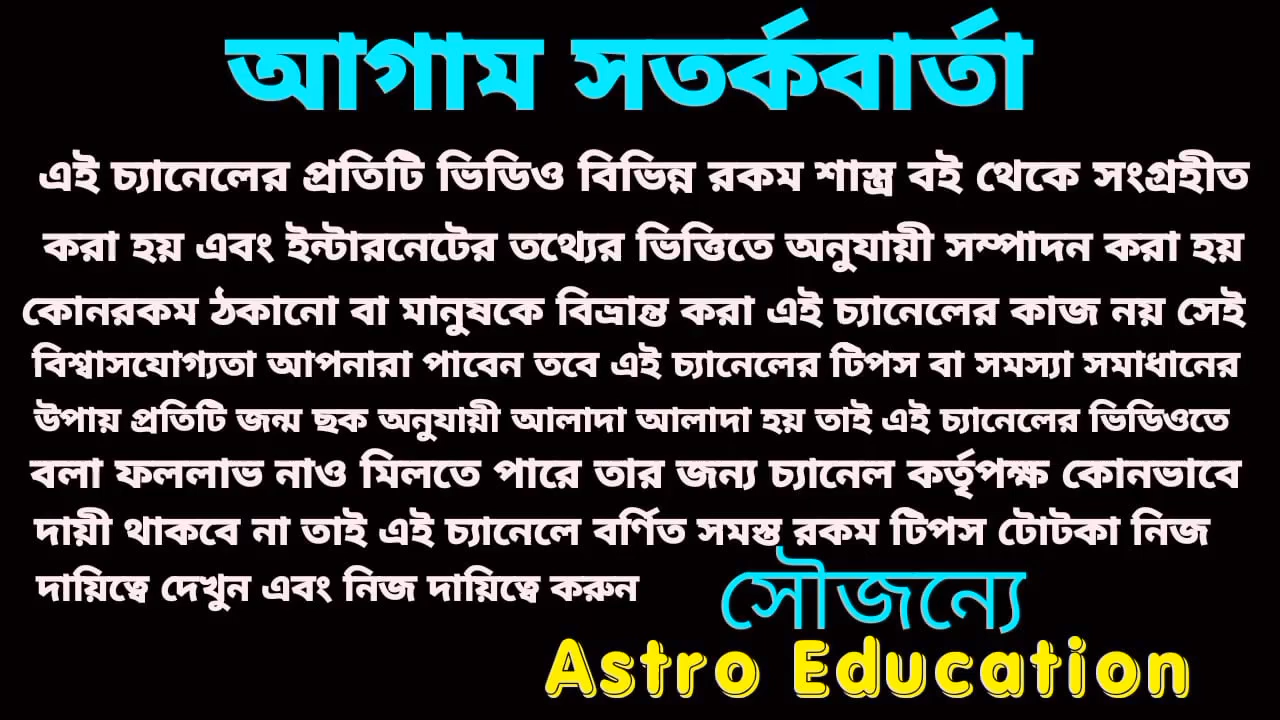 আগাম সতর্কবার্তা
এই চ্যানেলের প্রতিটি ভিডিও বিভিন্ন রকম শাস্ত্র বই থেকে সংগ্রহীত
করা হয় এবং ইন্টারনেটের তথ্যের ভিত্তিতে অনুযায়ী সম্পাদন করা হয়
কোনরকম ঠকানো বা মানুষকে বিভ্রান্ত করা এই চ্যানেলের কাজ নয় সেই
বিশ্বাসযোগ্যতা আপনারা পাবেন তবে এই চ্যানেলের টিপস বা সমস্যা সমাধানের
উপায় প্রতিটি জন্ম ছক অনুযায়ী আলাদা আলাদা হয় তাই এই চ্যানেলের ভিডিওতে
বলা ফললাভ নাও মিলতে পারে তার জন্য চ্যানেল কর্তৃপক্ষ কোনভাবে
দায়ী থাকবে না তাই এই চ্যানেলে বর্ণিত সমস্ত রকম টিপস টোটকা নিজ
দায়িত্বে দেখুন এবং নিজ দায়িত্বে করুন
সৌজন্যে
Astro Education